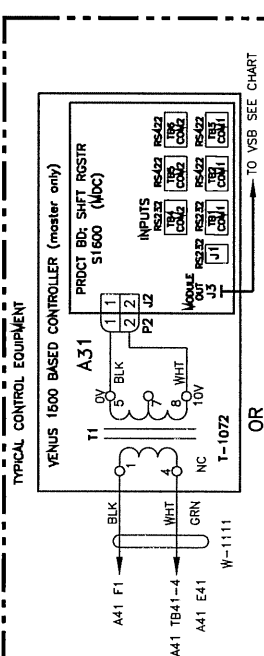 TYPICAL CONTROL EQUIPMENT
VENUS 1500 BASED CONTROLLER (master only)
PRDCT BD; SHFT RGSTR
S1600 (WDC)
INPUTS
RS232 TB4 COM2
RS422 TB5 COM2
RS422 TB6 COM2
RS232 TB1 COM1
RS422 TB2 COM1
RS422 TB3 COM1
RS232 J1
MODULE
OUT
J3
TO VSB SEE CHART
A31
1 1
2 2
P2 J2
BLK
WHT
0V
5
7
8
10V
T1
T-1072
1
4
NC
BLK
WHT
GRN
W-1111
A41 F1
A41 TB41-4
A41 E41
OR